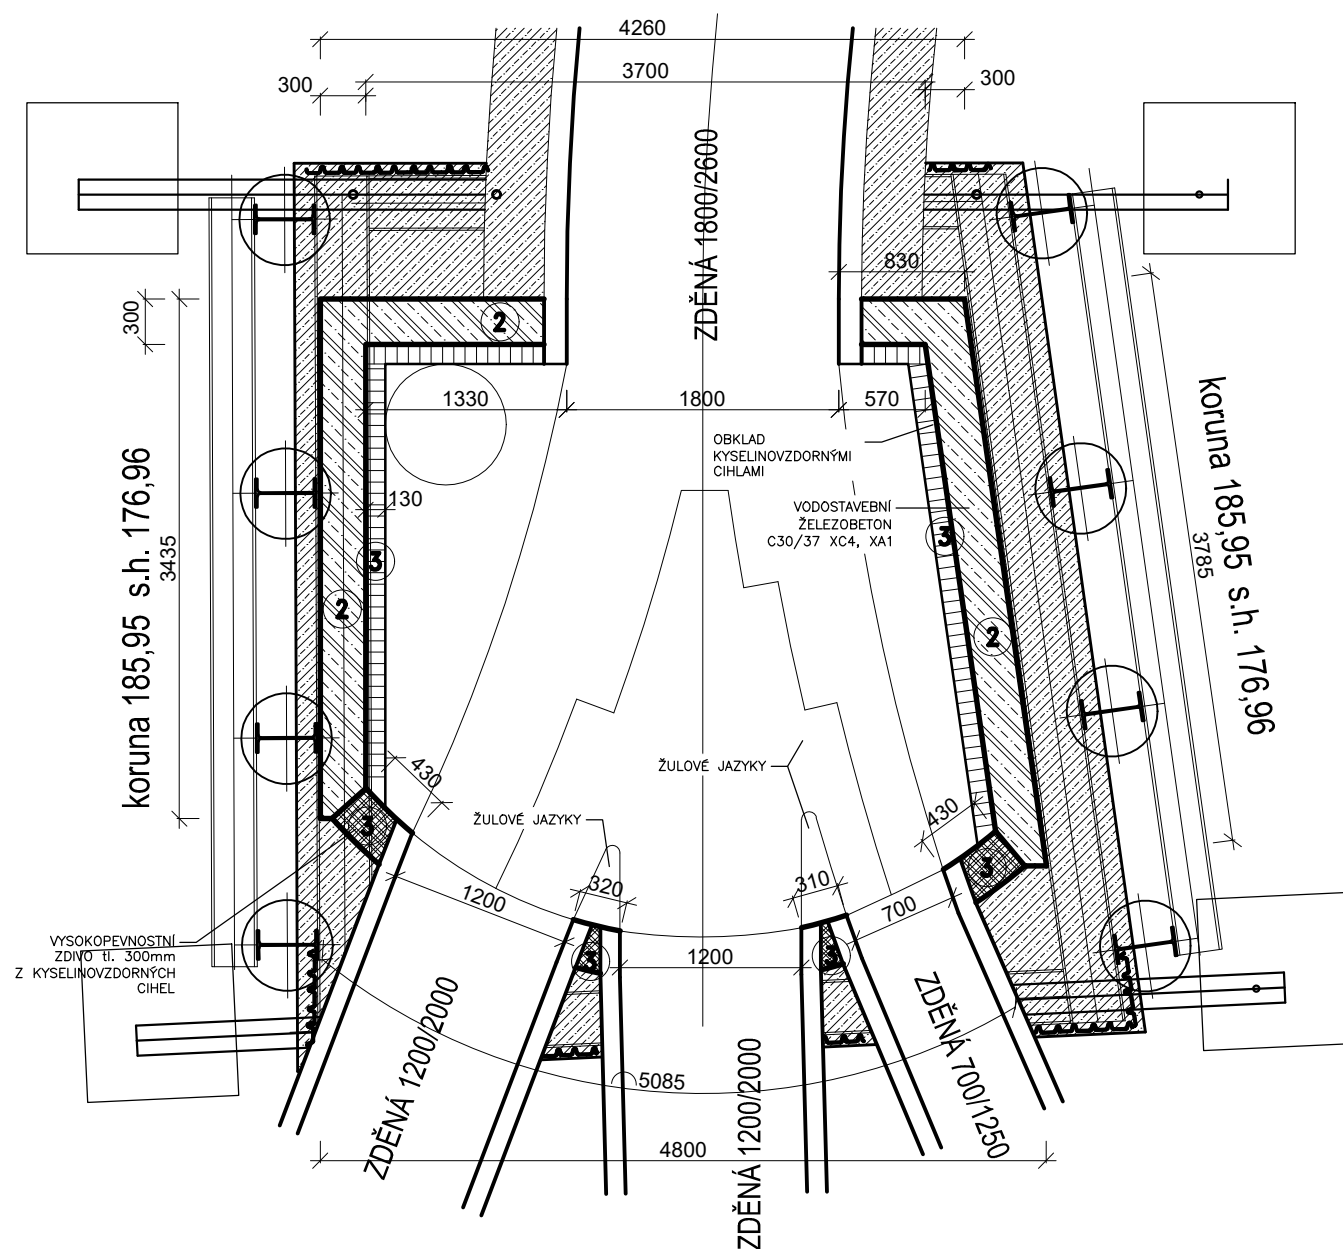 4260
3700
300
300
ZDĚNÁ 1800/2600
830
300
2
1330
1800
570
OBKLAD
KYSELINOVZDORNÝMI
CIHLAMI
koruna 185,95 s.h. 176,96
3435
130
VODOSTAVEBNÍ
ŽELEZOBETON
C30/37 XC4, XA1
koruna 185,95 s.h. 176,96
3785
3
3
2
2
430
ŽULOVÉ JAZYKY
ŽULOVÉ JAZYKY
430
3
3
1200
320
310
700
VYSOKOPEVNOSTNÍ
ZDIVO tl. 300mm
Z KYSELINOVZDORNÝCH
CIHEL
3
1200
3
ZDĚNÁ 1200/2000
5085
ZDĚNÁ 1200/2000
ZDĚNÁ 700/1250
4800